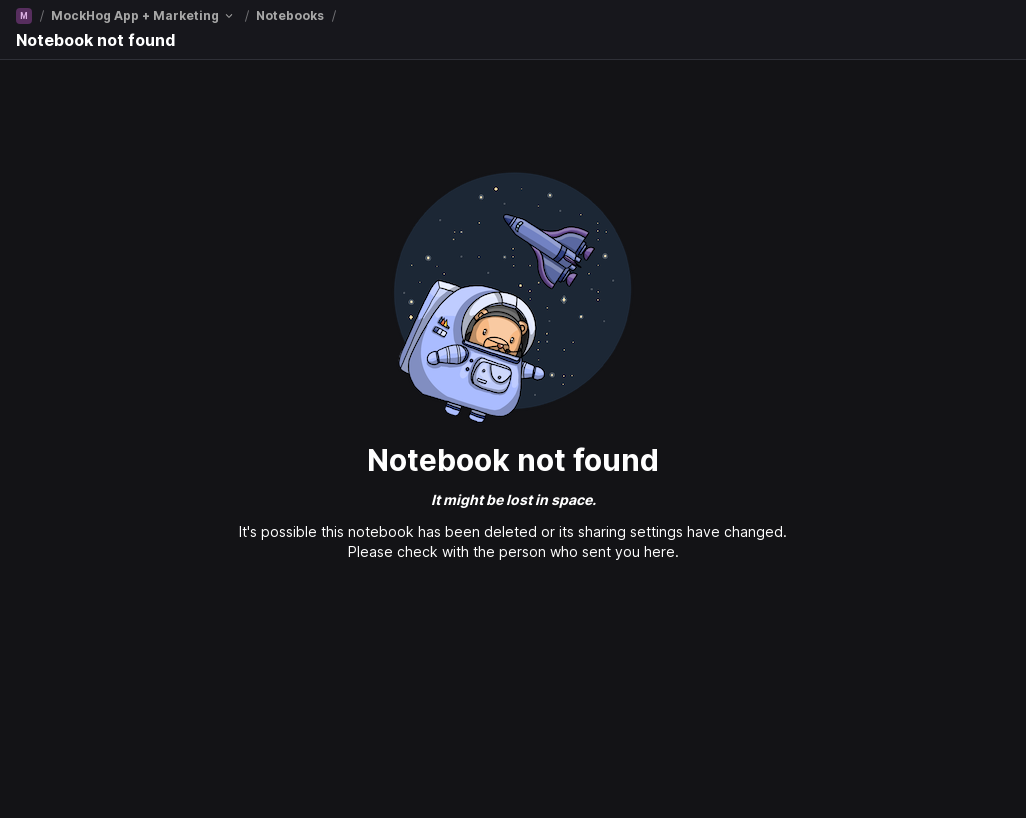 M / MockHog App + Marketing / Notebooks /
Notebook not found
Notebook not found
It might be lost in space.
It's possible this notebook has been deleted or its sharing settings have changed.
Please check with the person who sent you here.